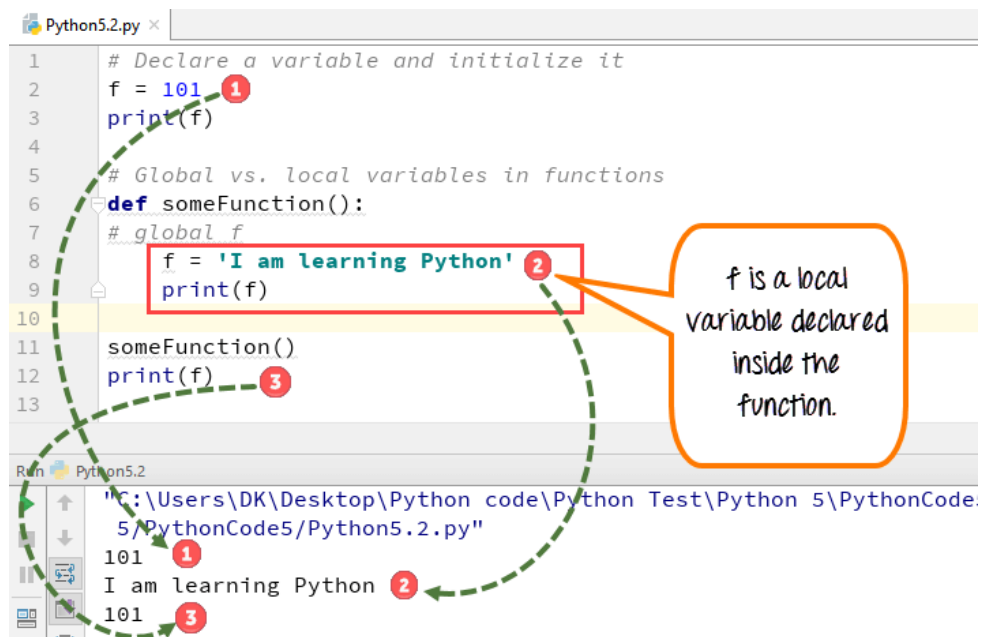 Python5.2.py ×
1 # Declare a variable and initialize it
2 f = 101 1
3 print(f)
4
5 # Global vs. local variables in functions
6 def someFunction():
7 # global f
8 f = 'I am learning Python' 2
9 print(f)
10
11 someFunction()
12 print(f) 3
13
f is a local
variable declared
inside the
function.
Run Python5.2
"C:\Users\DK\Desktop\Python code\Python Test\Python 5\PythonCode
5/PythonCode5/Python5.2.py"
101 1
I am learning Python 2
101 3